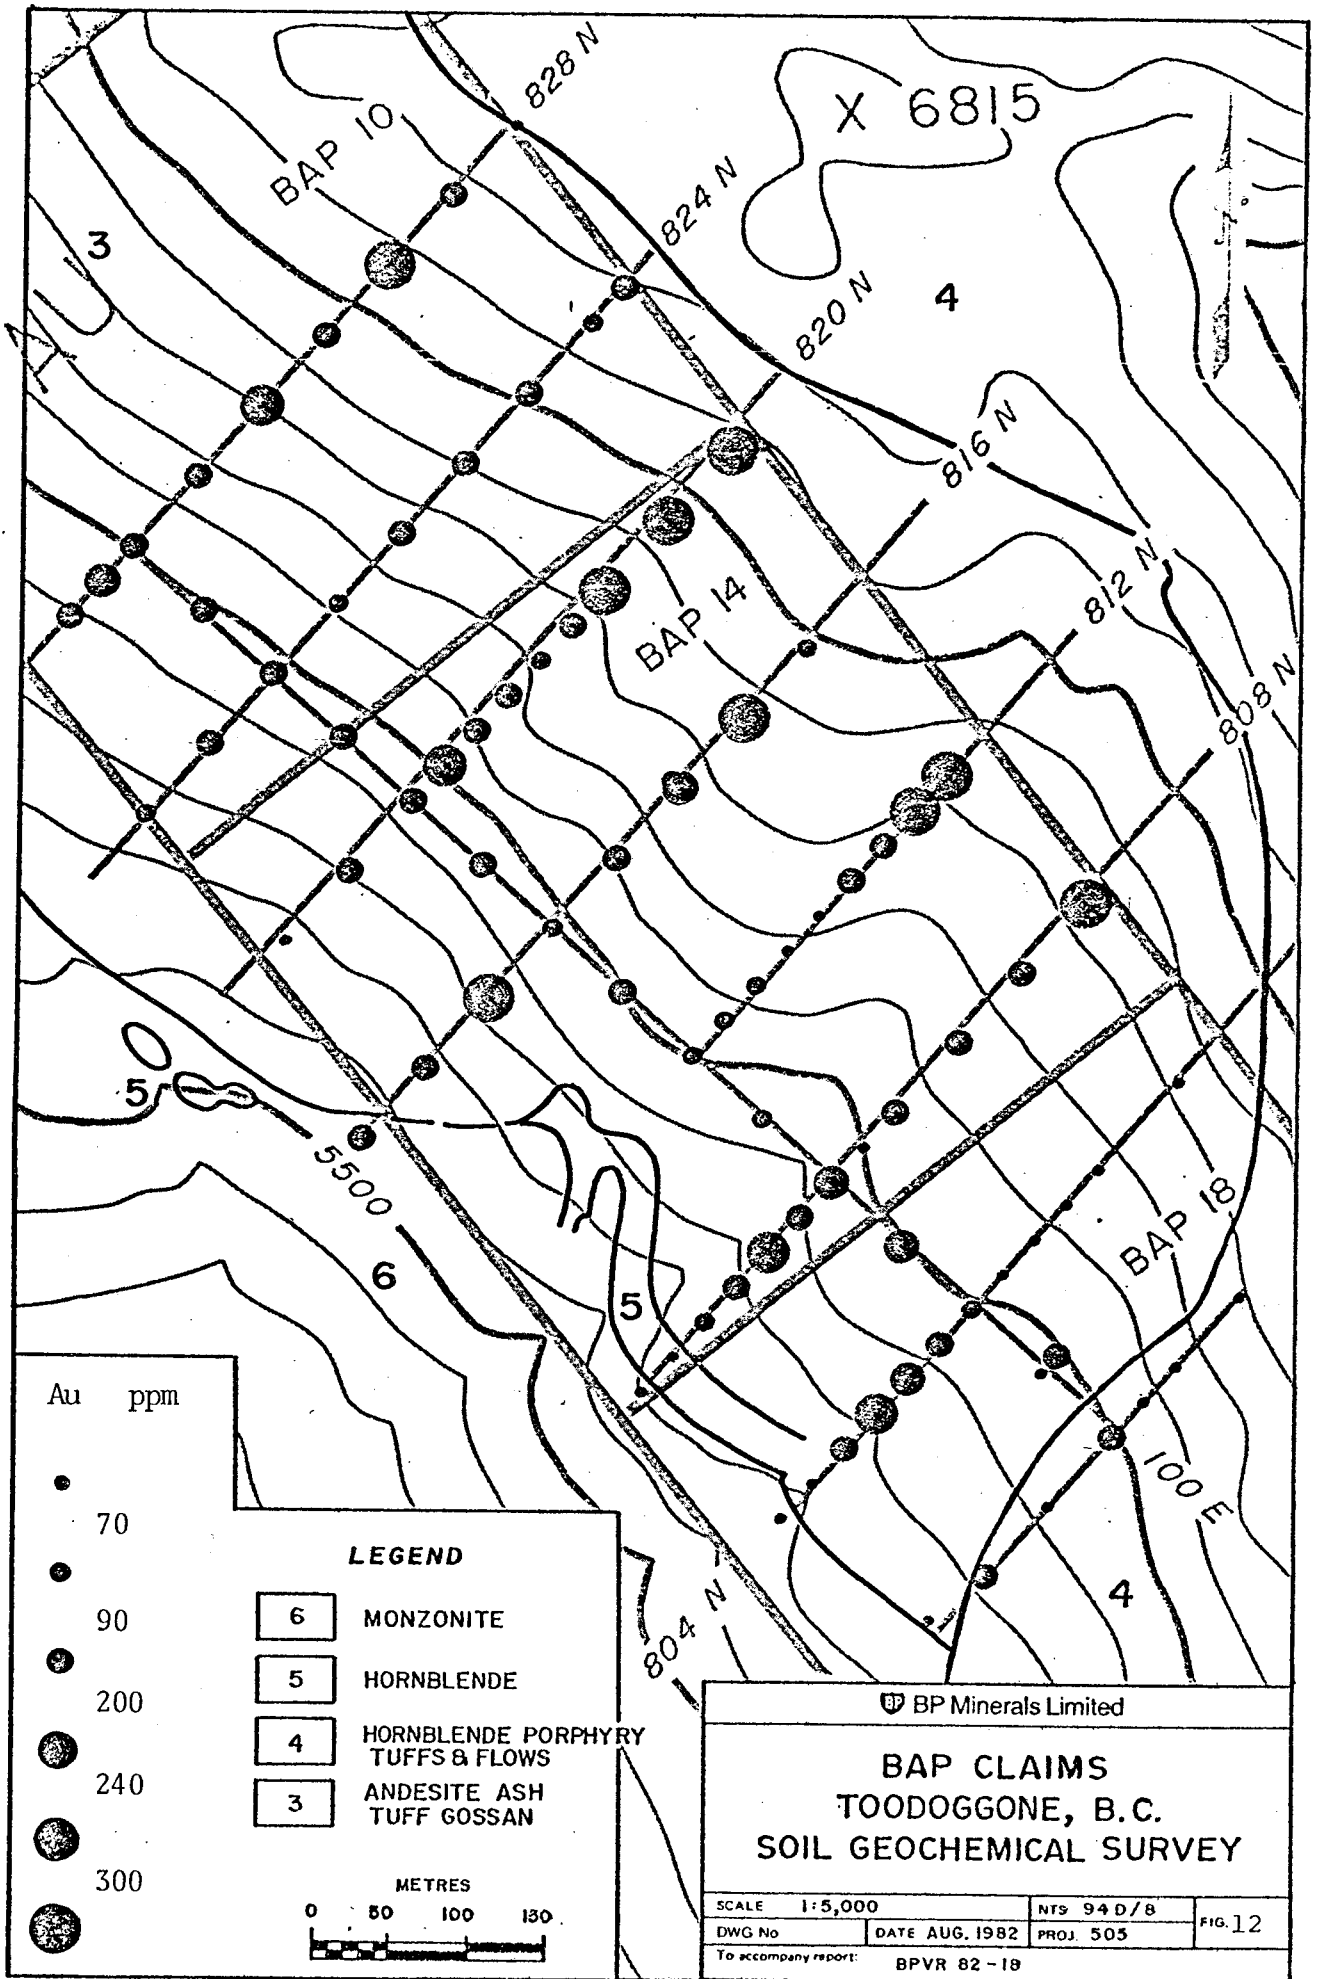 828 N
X 6815
BAP 10
824 N
3
820 N
4
816 N
812 N
BAP 14
808 N
5
5500
BAP 18
6
5
100 E
4
804 N
Au ppm
70
90
200
240
300
LEGEND
6 MONZONITE
5 HORNBLENDE
4 HORNBLENDE PORPHYRY
TUFFS & FLOWS
3 ANDESITE ASH
TUFF GOSSAN
METRES
0 50 100 150
BP BP Minerals Limited
BAP CLAIMS
TOODOGGONE, B.C.
SOIL GEOCHEMICAL SURVEY
SCALE 1:5,000 NTS 94 D/8 FIG. 12
DWG No DATE AUG. 1982 PROJ. 505
To accompany report: BPVR 82-18